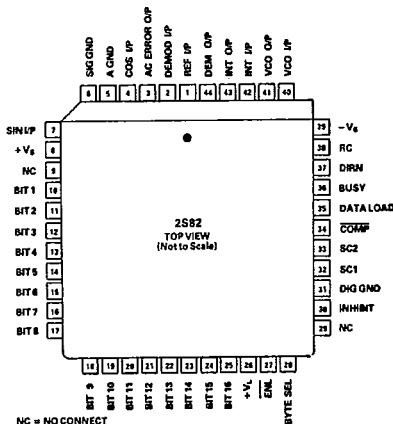 SIG GND
A GND
COS I/P
AC ERROR O/P
DEMOD I/P
REF I/P
DEM O/P
INT O/P
INT I/P
VCO O/P
VCO I/P
6 5 4 3 2 1 44 43 42 41 40
SIN I/P 7
+VS 8
NC 9
BIT 1 10
BIT 2 11
BIT 3 12
BIT 4 13
BIT 5 14
BIT 6 15
BIT 7 16
BIT 8 17
2S82
TOP VIEW
(Not to Scale)
39 -VS
38 RC
37 DIRN
36 BUSY
35 DATA LOAD
34 COMP
33 SC2
32 SC1
31 DIG GND
30 INHIBIT
29 NC
18 19 20 21 22 23 24 25 26 27 28
BIT 9
BIT 10
BIT 11
BIT 12
BIT 13
BIT 14
BIT 15
BIT 16
+VL
ENL
BYTE SEL
NC = NO CONNECT